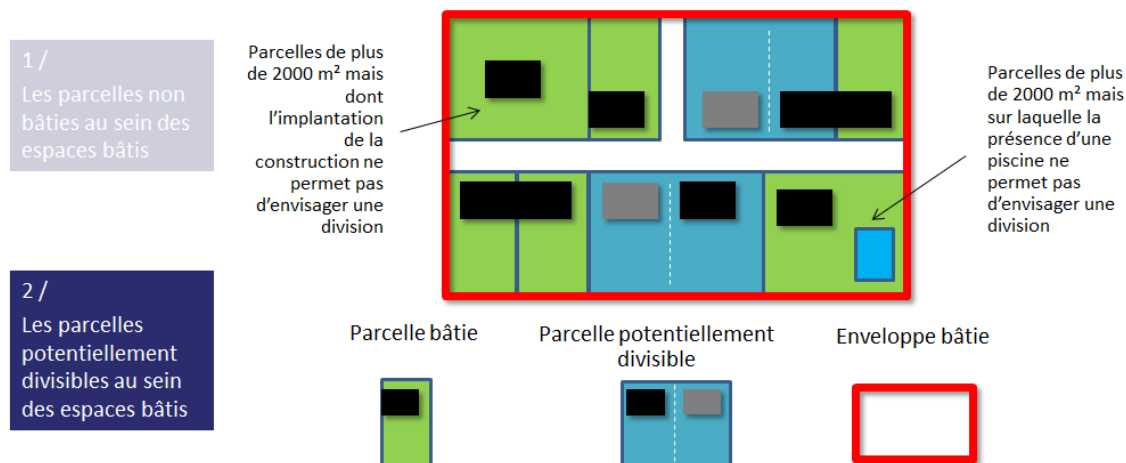 1 /
Les parcelles non
bâties au sein des
espaces bâtis
2 /
Les parcelles
potentiellement
divisibles au sein
des espaces bâtis
Parcelles de plus
de 2000 m² mais
dont
l’implantation
de la
construction ne
permet pas
d’envisager une
division
Parcelles de plus
de 2000 m² mais
sur laquelle la
présence d’une
piscine ne
permet pas
d’envisager une
division
Parcelle bâtie
Parcelle potentiellement
divisible
Enveloppe bâtie